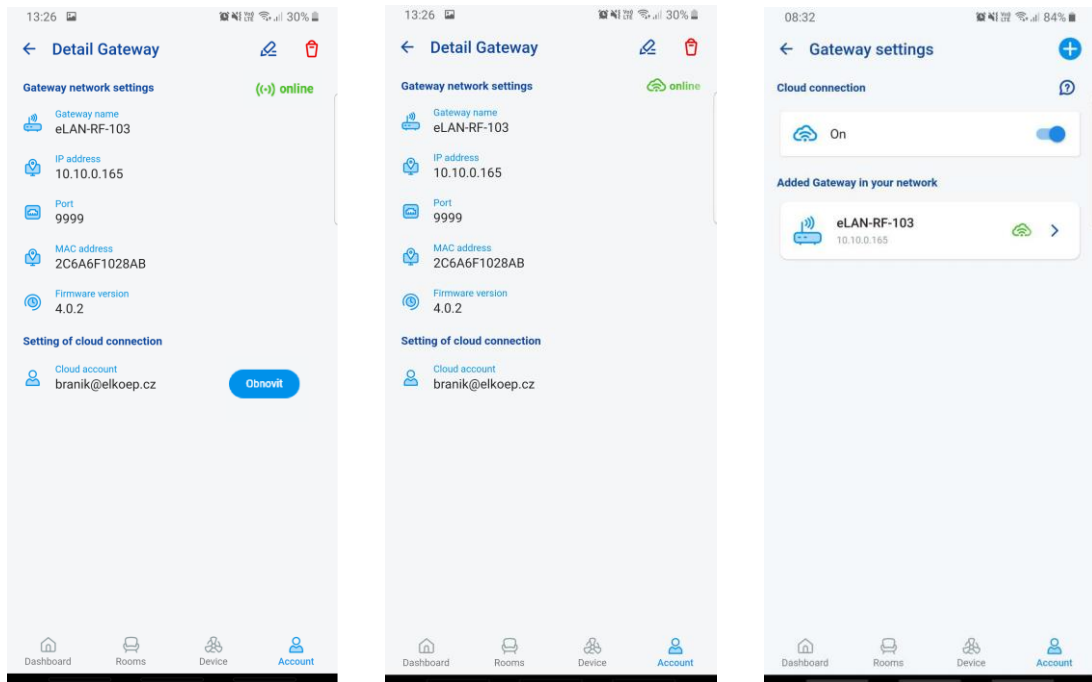 13:26
30%
Detail Gateway
Gateway network settings
((·)) online
Gateway name
eLAN-RF-103
IP address
10.10.0.165
Port
9999
MAC address
2C6A6F1028AB
Firmware version
4.0.2
Setting of cloud connection
Cloud account
branik@elkoep.cz
Obnovit
Dashboard
Rooms
Device
Account
13:26
30%
Detail Gateway
Gateway network settings
online
Gateway name
eLAN-RF-103
IP address
10.10.0.165
Port
9999
MAC address
2C6A6F1028AB
Firmware version
4.0.2
Setting of cloud connection
Cloud account
branik@elkoep.cz
Dashboard
Rooms
Device
Account
08:32
84%
Gateway settings
Cloud connection
On
Added Gateway in your network
eLAN-RF-103
10.10.0.165
Dashboard
Rooms
Device
Account